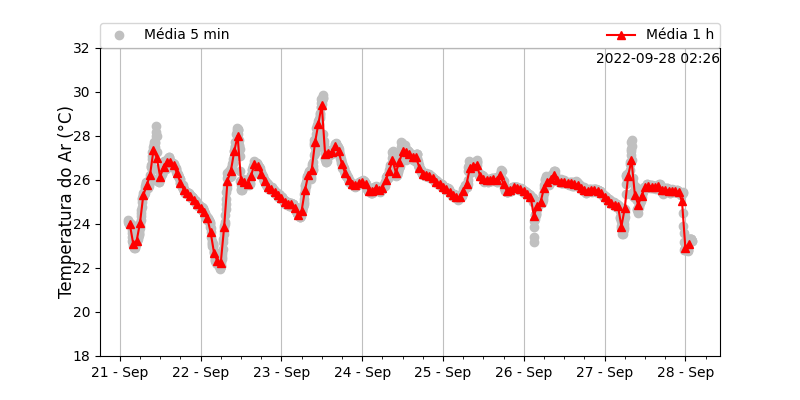 Média 5 min
Média 1 h
2022-09-28 02:26
Temperatura do Ar (°C)
32
30
28
26
24
22
20
18
21 - Sep
22 - Sep
23 - Sep
24 - Sep
25 - Sep
26 - Sep
27 - Sep
28 - Sep